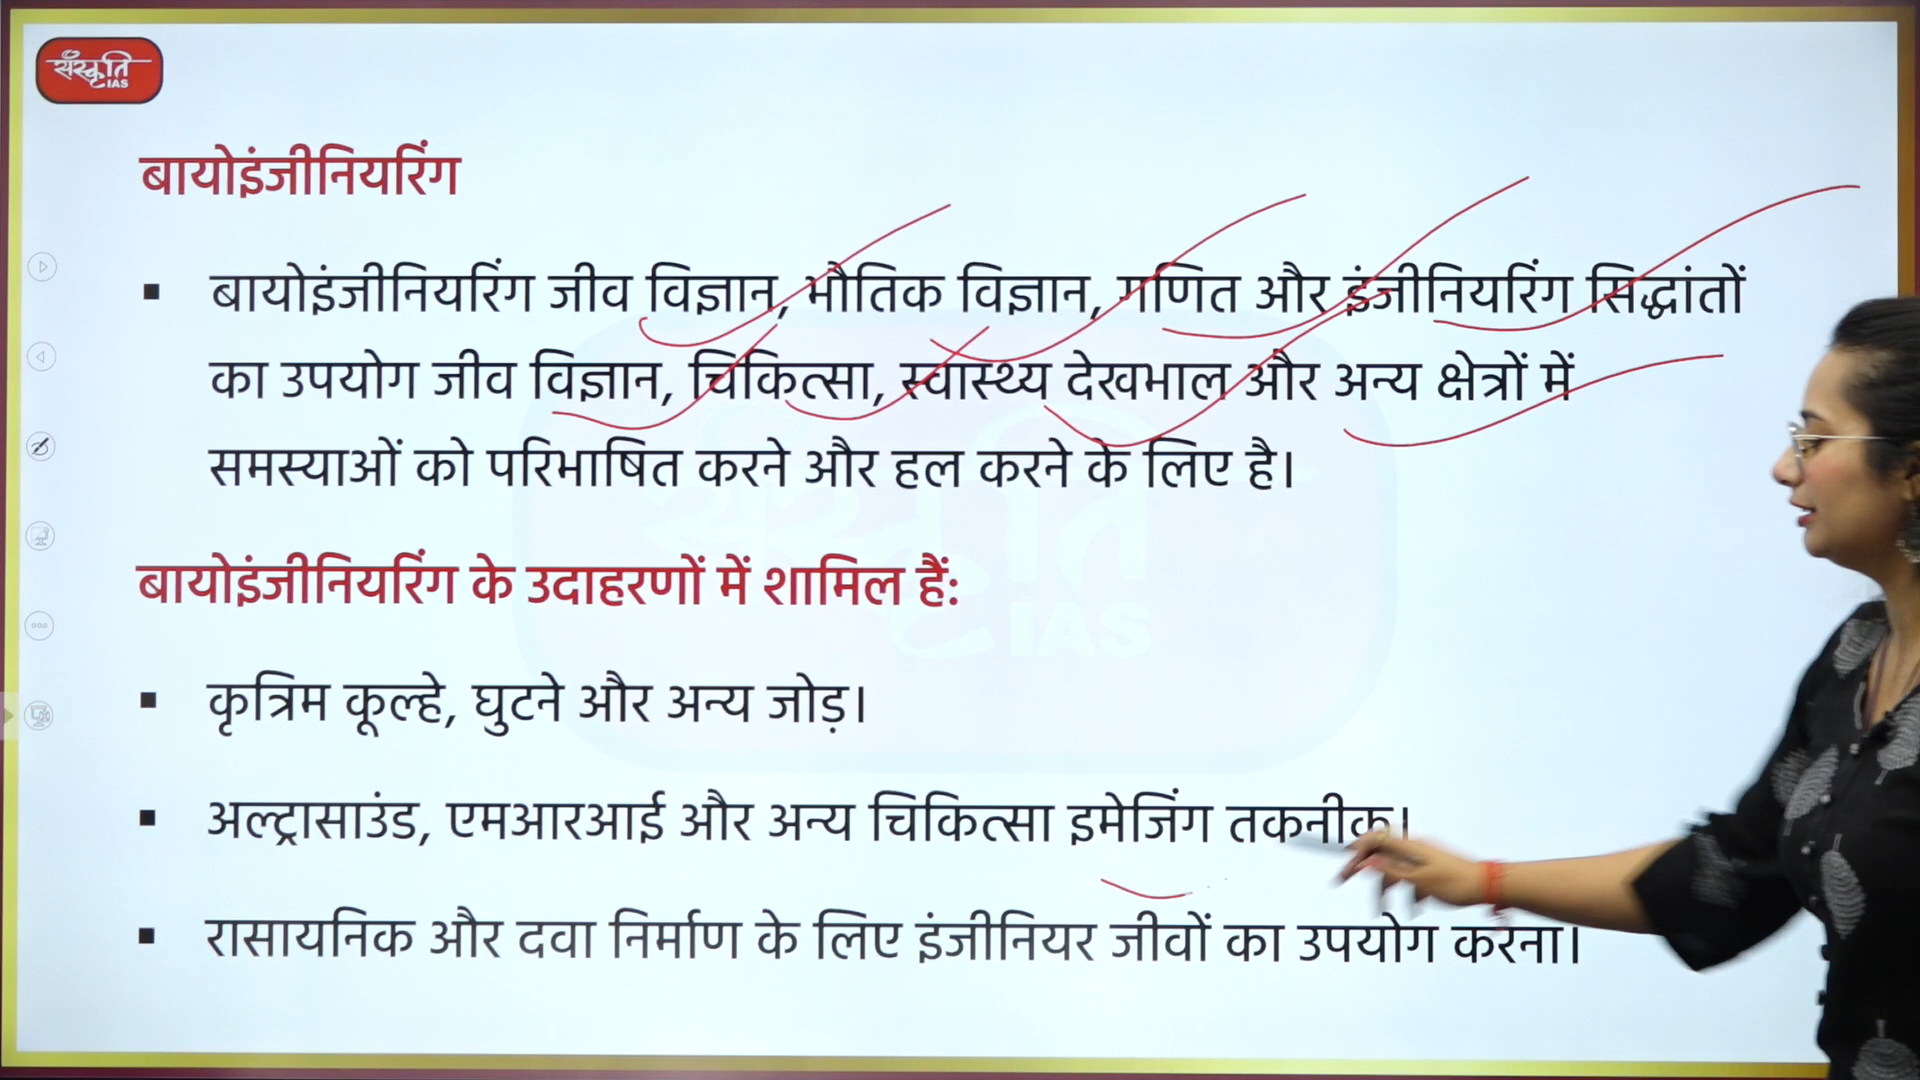 संस्कृति
IAS
बायोइंजीनियरिंग
▪ बायोइंजीनियरिंग जीव विज्ञान, भौतिक विज्ञान, गणित और इंजीनियरिंग सिद्धांतों
का उपयोग जीव विज्ञान, चिकित्सा, स्वास्थ्य देखभाल और अन्य क्षेत्रों में
समस्याओं को परिभाषित करने और हल करने के लिए है।
बायोइंजीनियरिंग के उदाहरणों में शामिल हैं:
▪ कृत्रिम कूल्हे, घुटने और अन्य जोड़।
▪ अल्ट्रासाउंड, एमआरआई और अन्य चिकित्सा इमेजिंग तकनीक।
▪ रासायनिक और दवा निर्माण के लिए इंजीनियर जीवों का उपयोग करना।